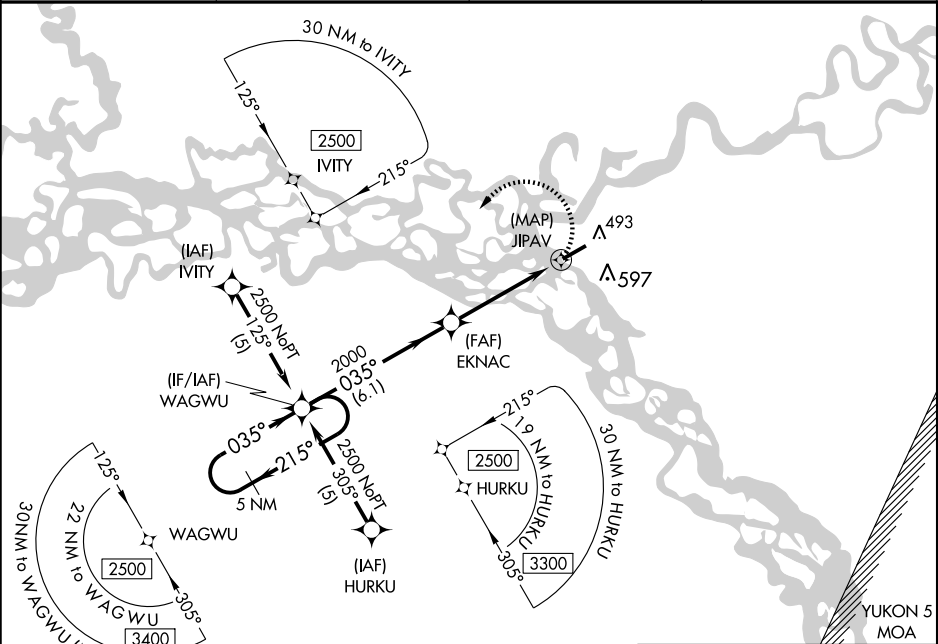 30 NM to IVITY
125°
2500
IVITY
215°
(IAF)
IVITY
2500 NoPT
125°
(5)
(MAP)
JIPAV
493
597
(FAF)
EKNAC
2000
035°
(6.1)
(IF/IAF)
WAGWU
035°
215°
5 NM
2500 NoPT
305°
(5)
(IAF)
HURKU
215°
19 NM to HURKU
30 NM to HURKU
2500
HURKU
305°
3300
125°
WAGWU
22 NM to WAGWU
30NM to WAGWU
2500
305°
3400
YUKON 5
MOA